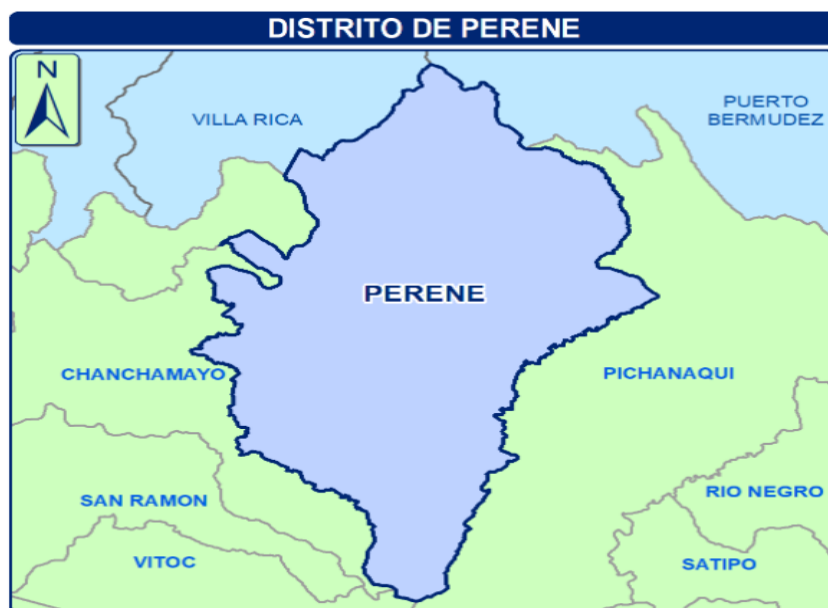 DISTRITO DE PERENE
N
VILLA RICA
PUERTO
BERMUDEZ
PERENE
CHANCHAMAYO
PICHANAQUI
SAN RAMON
RIO NEGRO
VITOC
SATIPO